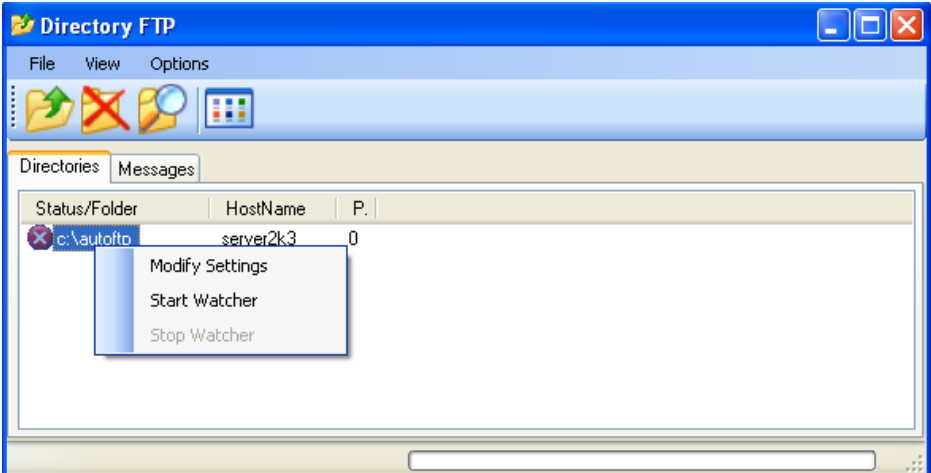 Directory FTP
File View Options
Directories Messages
Status/Folder HostName P.
c:\autoftp server2k3 0
Modify Settings
Start Watcher
Stop Watcher